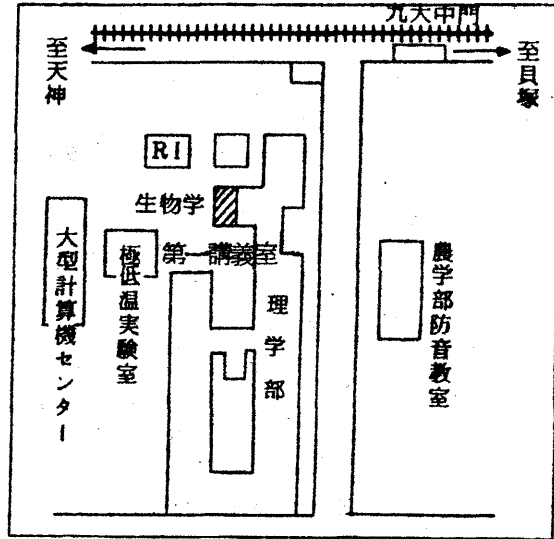 九大中門
至天神
至貝塚
RI
生物学
第一講義室
大型計算機センター
極低温実験室
理学部
農学部防音教室